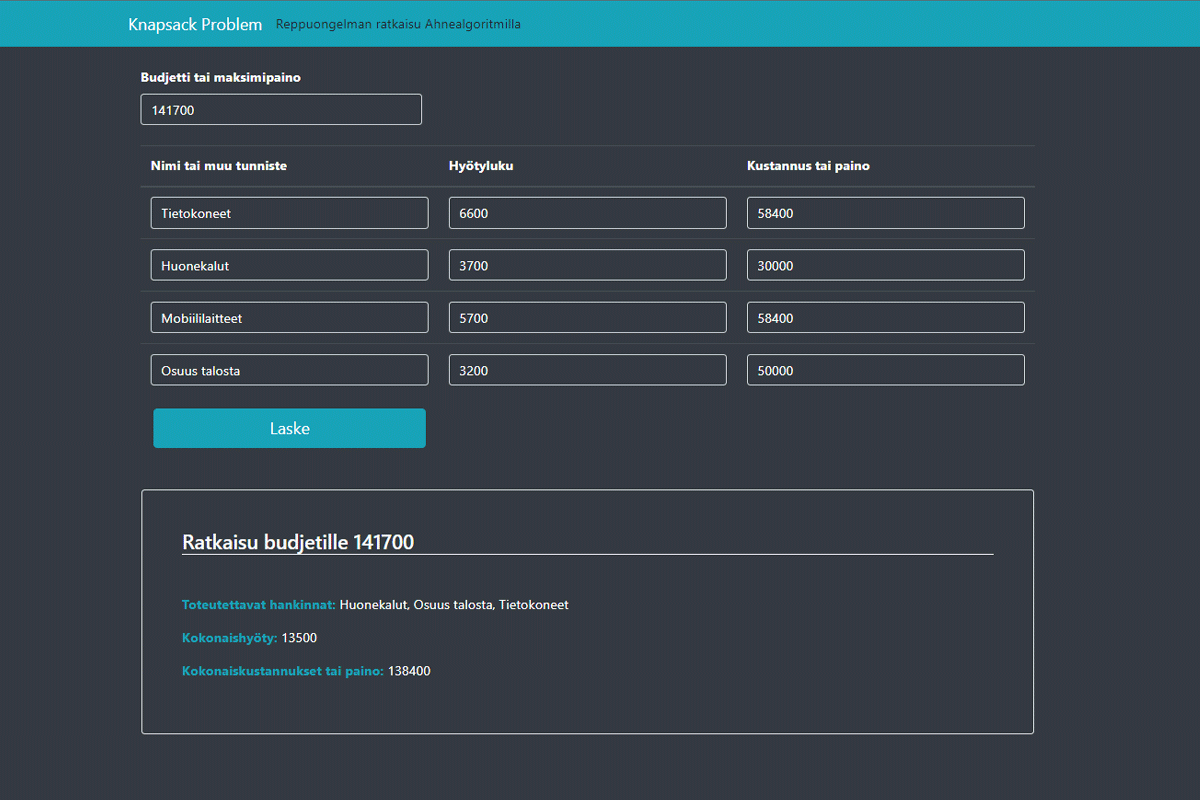 Knapsack Problem Reppuongelman ratkaisu Ahnealgoritmilla
Budjetti tai maksimipaino
141700
Nimi tai muu tunniste Hyötyluku Kustannus tai paino
Tietokoneet 6600 58400
Huonekalut 3700 30000
Mobiililaitteet 5700 58400
Osuus talosta 3200 50000
Laske
Ratkaisu budjetille 141700
Toteutettavat hankinnat: Huonekalut, Osuus talosta, Tietokoneet
Kokonaishyöty: 13500
Kokonaiskustannukset tai paino: 138400